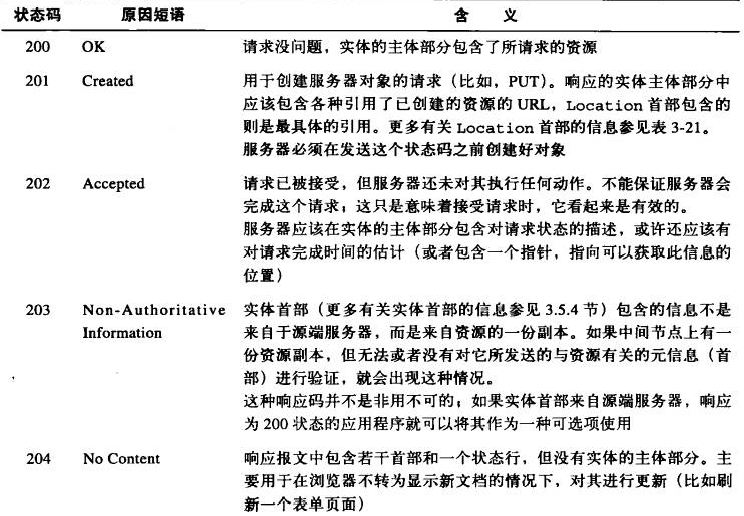 状态码 原因短语 含 义
200 OK 请求没问题，实体的主体部分包含了所请求的资源
201 Created 用于创建服务器对象的请求（比如，PUT）。响应的实体主体部分中
应该包含各种引用了已创建的资源的 URL，Location 首部包含的
则是最具体的引用。更多有关 Location 首部的信息参见表 3-21。
服务器必须在发送这个状态码之前创建好对象
202 Accepted 请求已被接受，但服务器还未对其执行任何动作。不能保证服务器会
完成这个请求；这只是意味着接受请求时，它看起来是有效的。
服务器应该在实体的主体部分包含对请求状态的描述，或许还应该有
对请求完成时间的估计（或者包含一个指针，指向可以获取此信息的
位置）
203 Non-Authoritative 实体首部（更多有关实体首部的信息参见 3.5.4 节）包含的信息不是
Information 来自于源端服务器，而是来自资源的一份副本。如果中间节点上有一
份资源副本，但无法或者没有对它所发送的与资源有关的元信息（首
部）进行验证，就会出现这种情况。
这种响应码并不是非用不可的；如果实体首部来自源端服务器，响应
为 200 状态的应用程序就可以将其作为一种可选项使用
204 No Content 响应报文中包含若干首部和一个状态行，但没有实体的主体部分。主
要用于在浏览器不转为显示新文档的情况下，对其进行更新（比如刷
新一个表单页面）